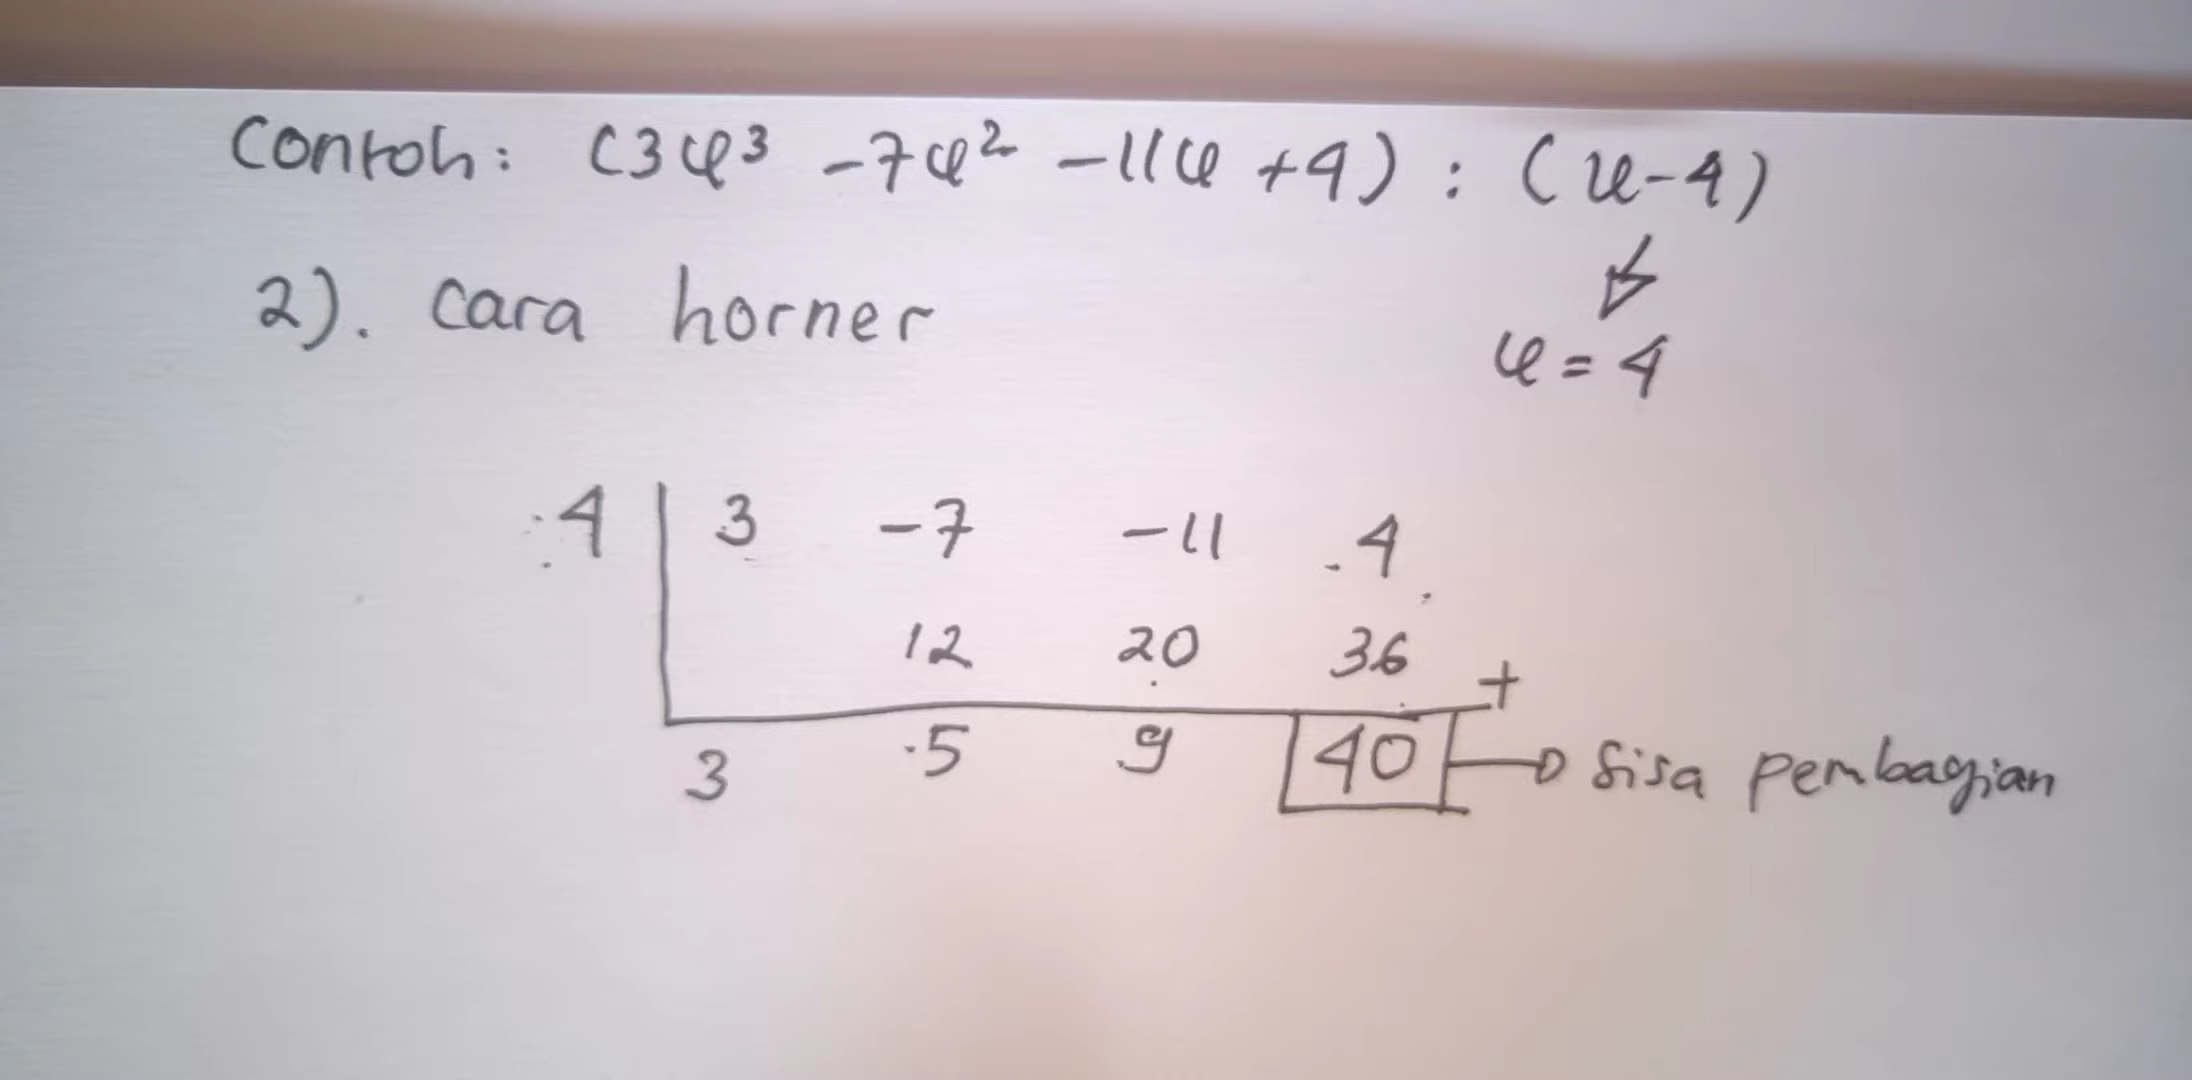 Contoh: (3x³ -7x² -11x +4) : (x-4)
2). cara horner
x = 4
4 3 -7 -11 4
12 20 36 +
3 5 9 40 sisa pembagian